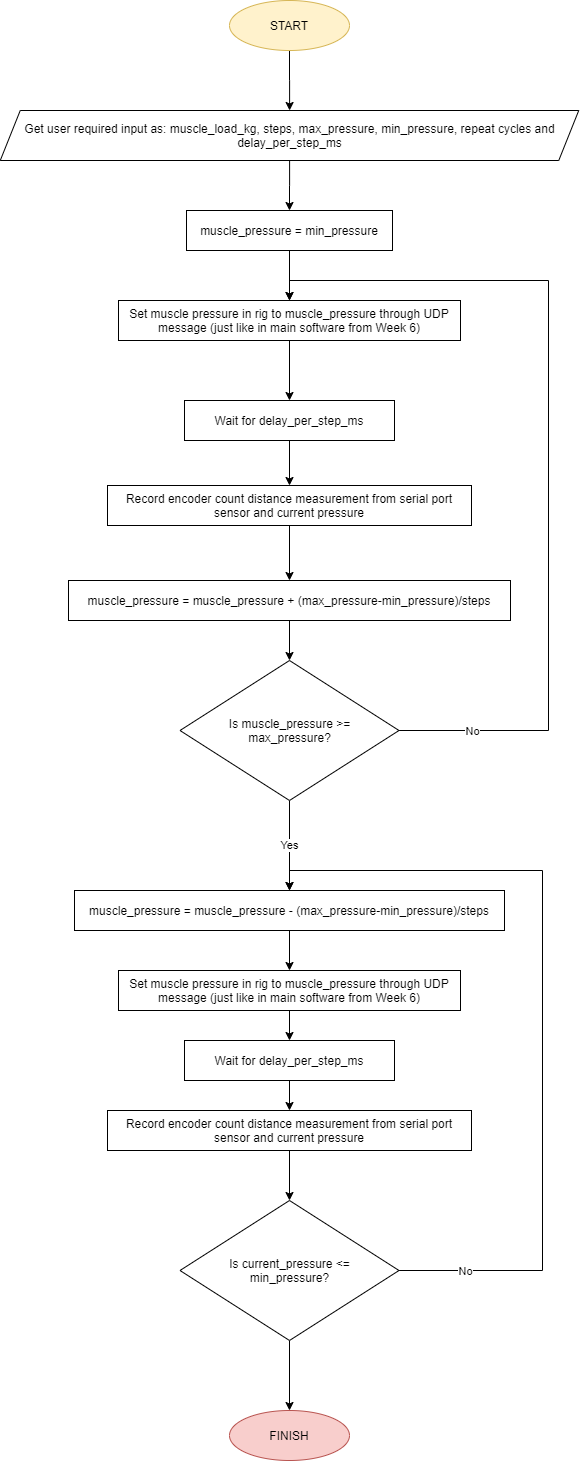 START
Get user required input as: muscle_load_kg, steps, max_pressure, min_pressure, repeat cycles and
delay_per_step_ms
muscle_pressure = min_pressure
Set muscle pressure in rig to muscle_pressure through UDP
message (just like in main software from Week 6)
Wait for delay_per_step_ms
Record encoder count distance measurement from serial port
sensor and current pressure
muscle_pressure = muscle_pressure + (max_pressure-min_pressure)/steps
Is muscle_pressure >=
max_pressure?
No
Yes
muscle_pressure = muscle_pressure - (max_pressure-min_pressure)/steps
Set muscle pressure in rig to muscle_pressure through UDP
message (just like in main software from Week 6)
Wait for delay_per_step_ms
Record encoder count distance measurement from serial port
sensor and current pressure
Is current_pressure <=
min_pressure?
No
FINISH